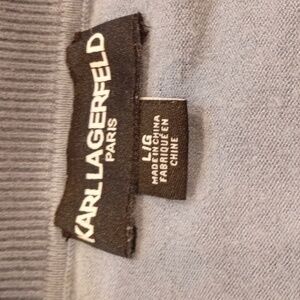 KARL LAGERFELD
PARIS
L/G
MADE IN CHINA
FABRIQUÉ EN
CHINE